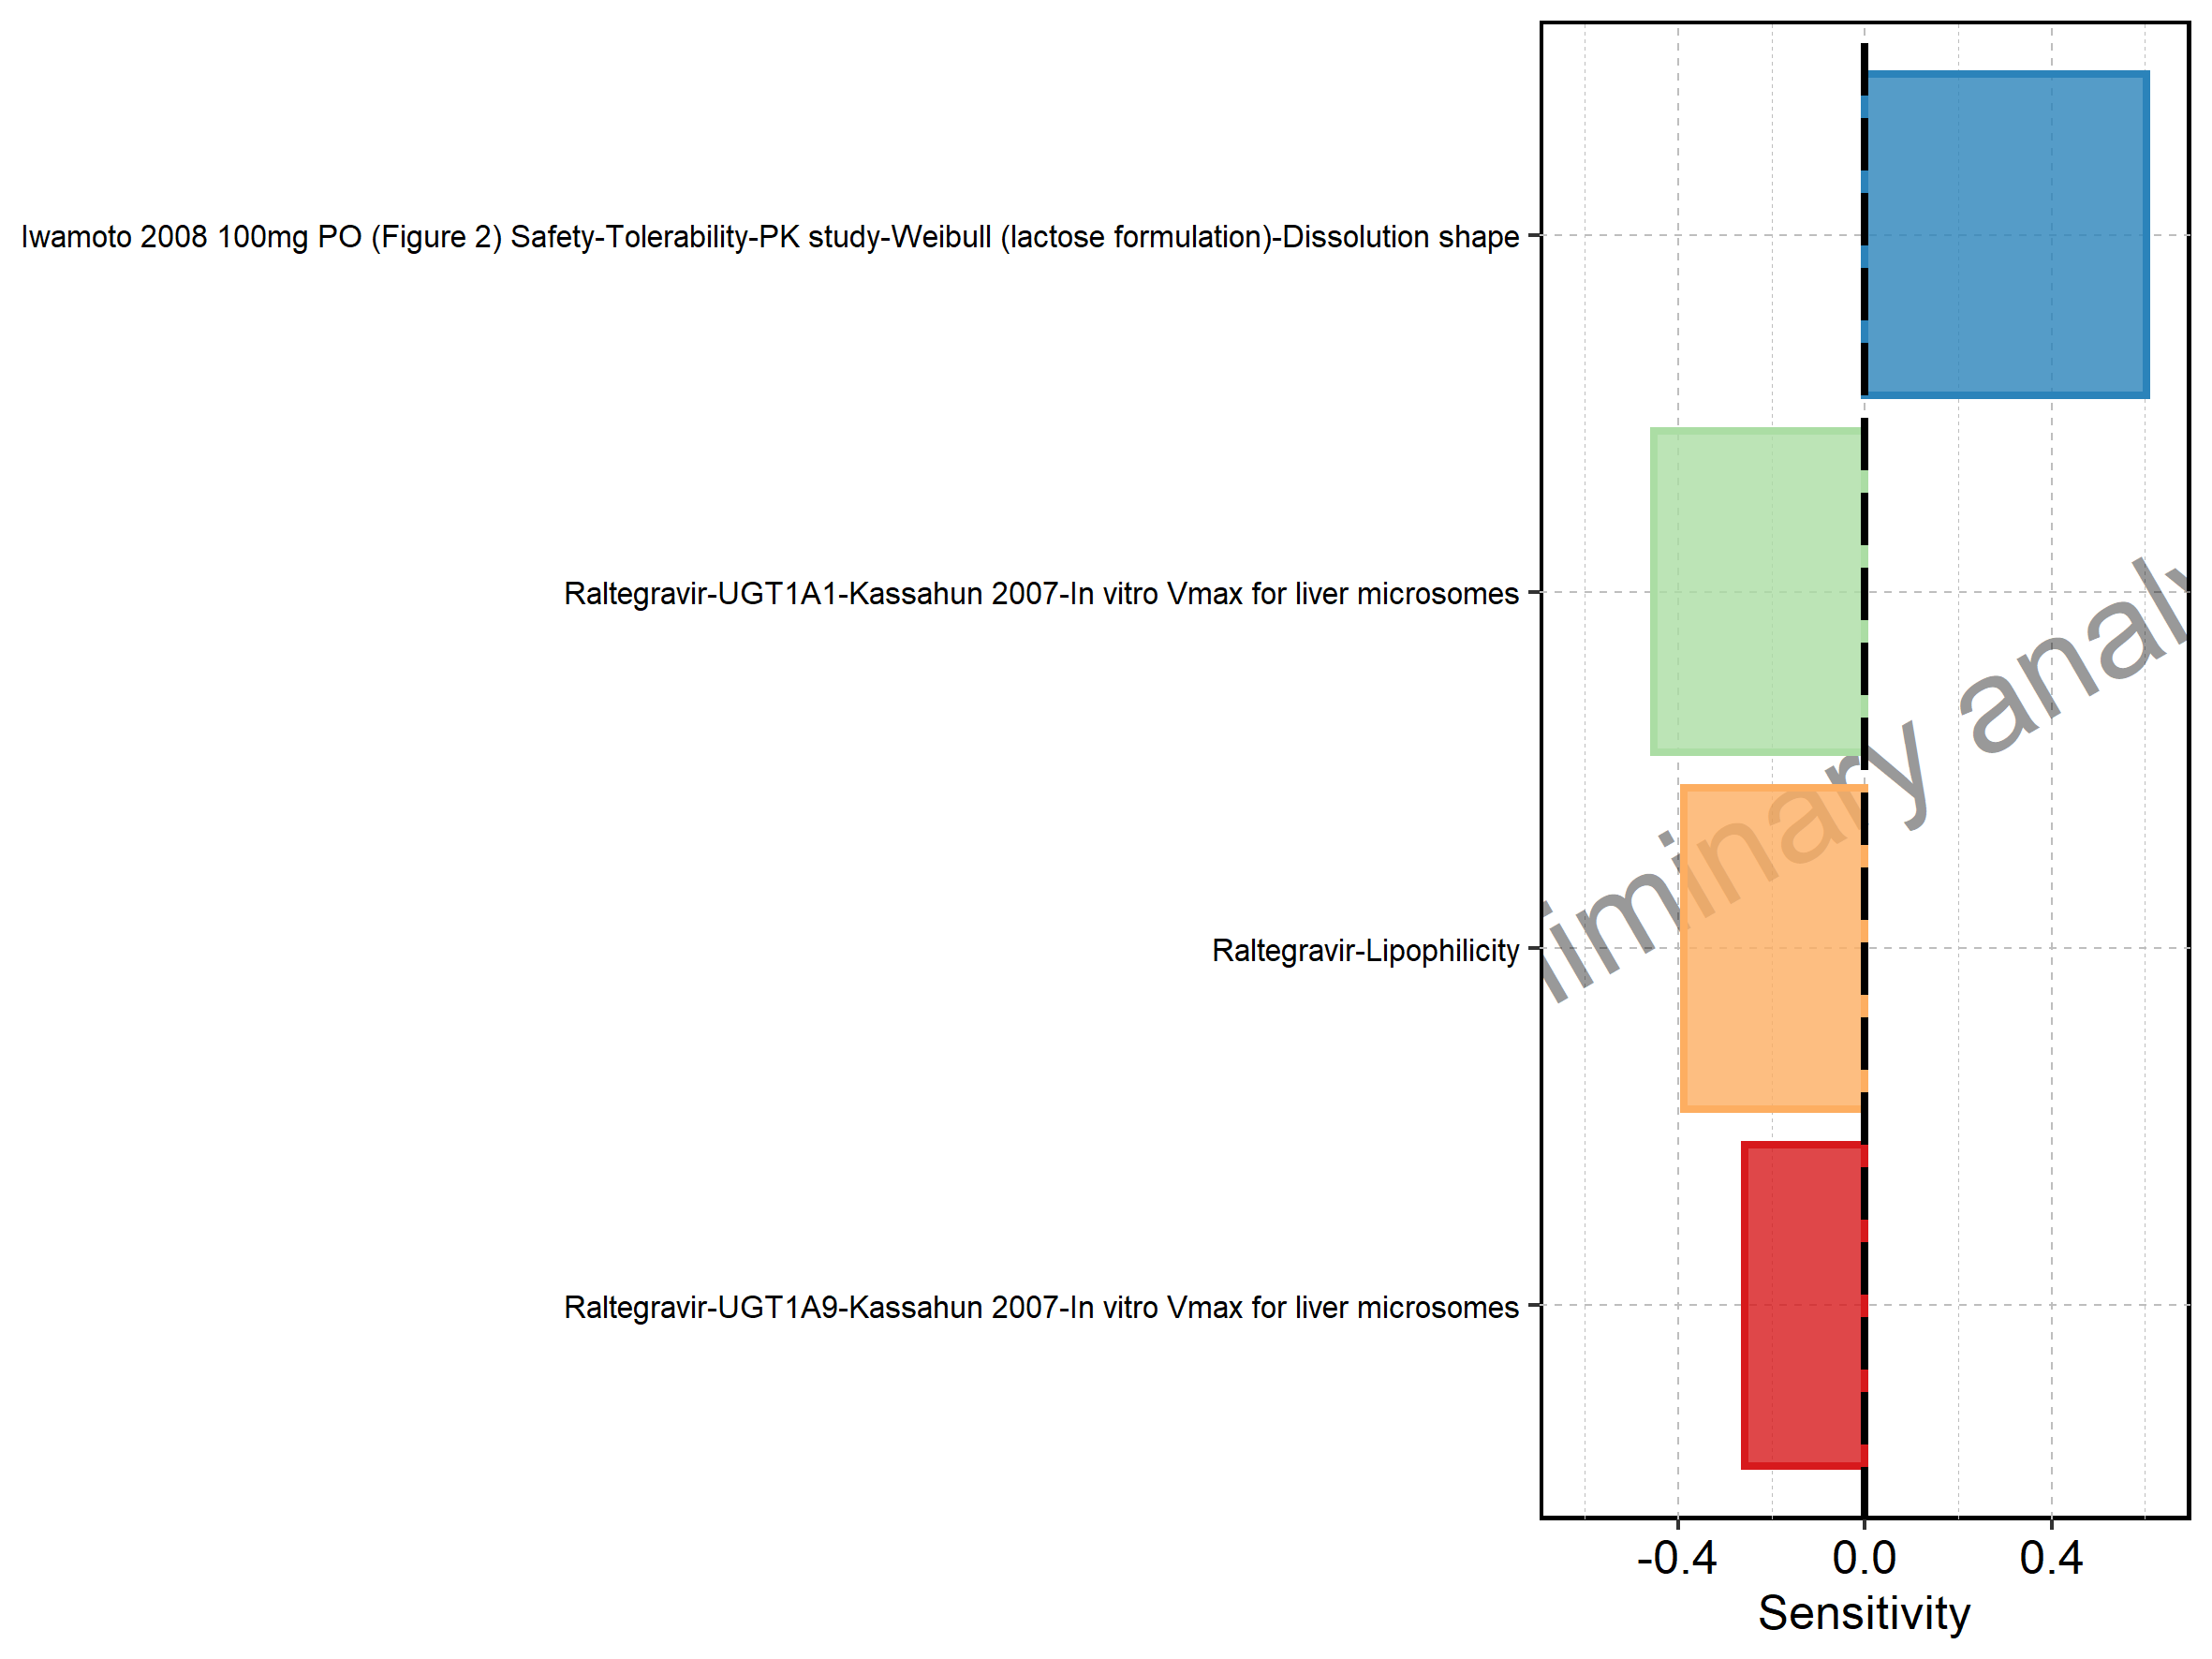 Iwamoto 2008 100mg PO (Figure 2) Safety-Tolerability-PK study-Weibull (lactose formulation)-Dissolution shape
Raltegravir-UGT1A1-Kassahun 2007-In vitro Vmax for liver microsomes
Raltegravir-Lipophilicity
Raltegravir-UGT1A9-Kassahun 2007-In vitro Vmax for liver microsomes
-0.4 0.0 0.4
Sensitivity
liminary analy